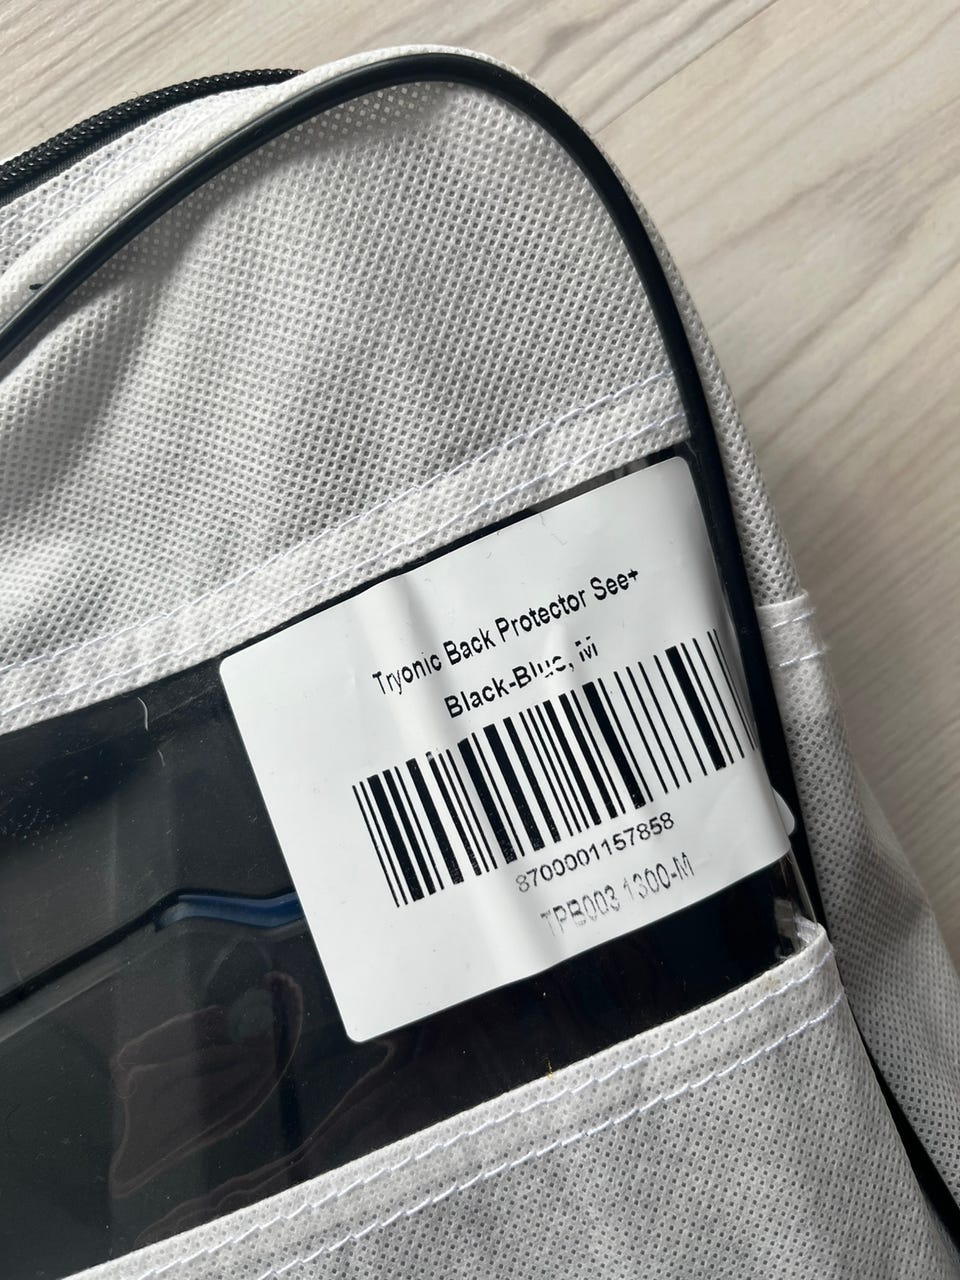 Tryonic Back Protector See+
Black-Blue, M
8700001157858
TPB003 1300-M